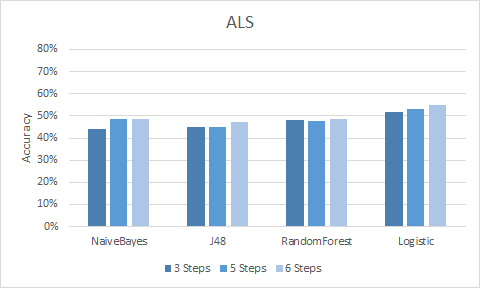 ALS
80%
70%
60%
50%
40%
30%
20%
10%
0%
Accuracy
NaiveBayes J48 RandomForest Logistic
3 Steps 5 Steps 6 Steps